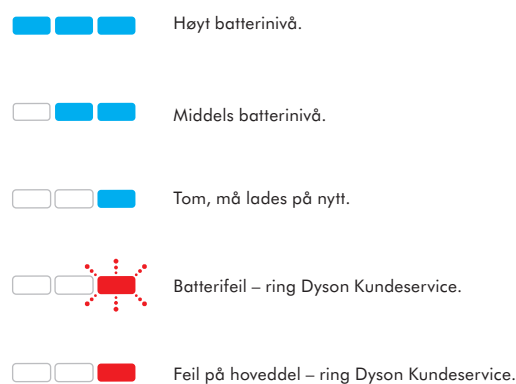 Høyt batterinivå.
Middels batterinivå.
Tom, må lades på nytt.
Batterifeil – ring Dyson Kundeservice.
Feil på hoveddel – ring Dyson Kundeservice.